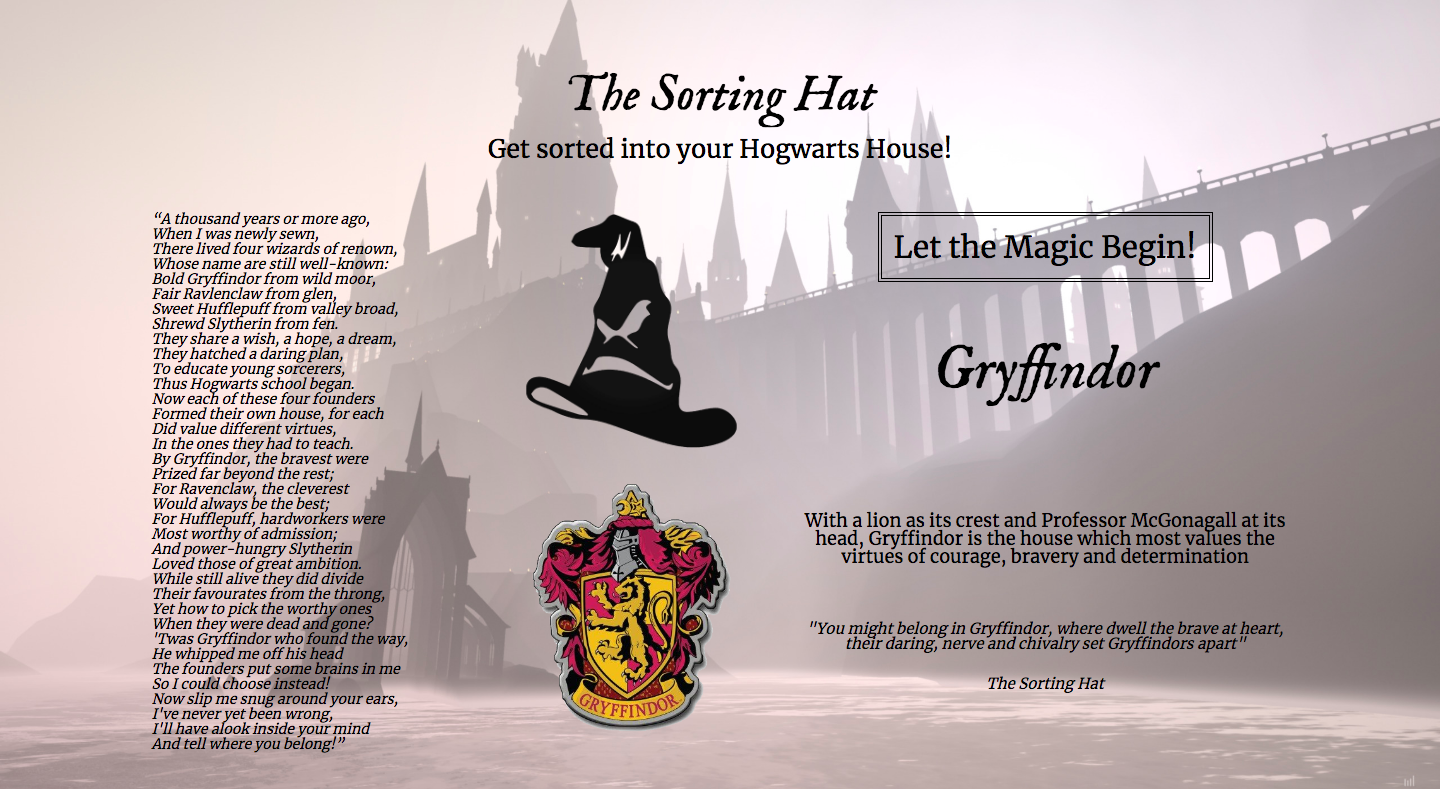 The Sorting Hat
Get sorted into your Hogwarts House!
“A thousand years or more ago,
When I was newly sewn,
There lived four wizards of renown,
Whose name are still well-known:
Bold Gryffindor from wild moor,
Fair Ravlenclaw from glen,
Sweet Hufflepuff from valley broad,
Shrewd Slytherin from fen.
They share a wish, a hope, a dream,
They hatched a daring plan,
To educate young sorcerers,
Thus Hogwarts school began.
Now each of these four founders
Formed their own house, for each
Did value different virtues,
In the ones they had to teach.
By Gryffindor, the bravest were
Prized far beyond the rest;
For Ravenclaw, the cleverest
Would always be the best;
For Hufflepuff, hardworkers were
Most worthy of admission;
And power-hungry Slytherin
Loved those of great ambition.
While still alive they did divide
Their favourates from the throng,
Yet how to pick the worthy ones
When they were dead and gone?
'Twas Gryffindor who found the way,
He whipped me off his head
The founders put some brains in me
So I could choose instead!
Now slip me snug around your ears,
I've never yet been wrong,
I'll have alook inside your mind
And tell where you belong!”
GRYFFINDOR
Let the Magic Begin!
Gryffindor
With a lion as its crest and Professor McGonagall at its
head, Gryffindor is the house which most values the
virtues of courage, bravery and determination
"You might belong in Gryffindor, where dwell the brave at heart,
their daring, nerve and chivalry set Gryffindors apart"
The Sorting Hat